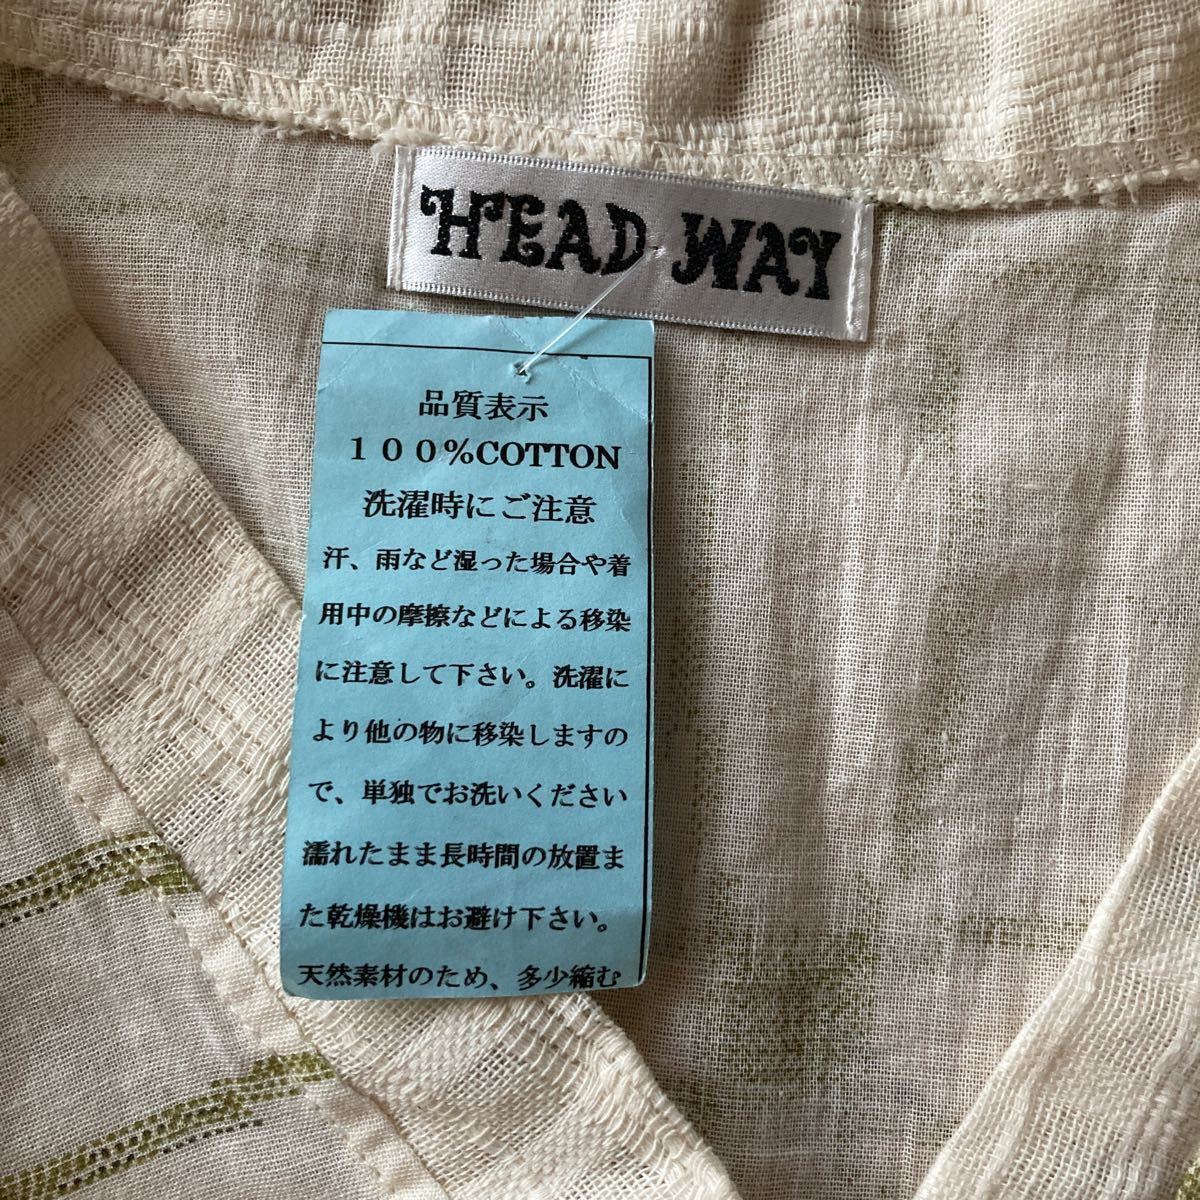 HEAD WAY
品質表示
１００%COTTON
洗濯時にご注意
汗、雨など湿った場合や着
用中の摩擦などによる移染
に注意して下さい。洗濯に
より他の物に移染しますの
で、単独でお洗いください
濡れたまま長時間の放置ま
た乾燥機はお避け下さい。
天然素材のため、多少縮む